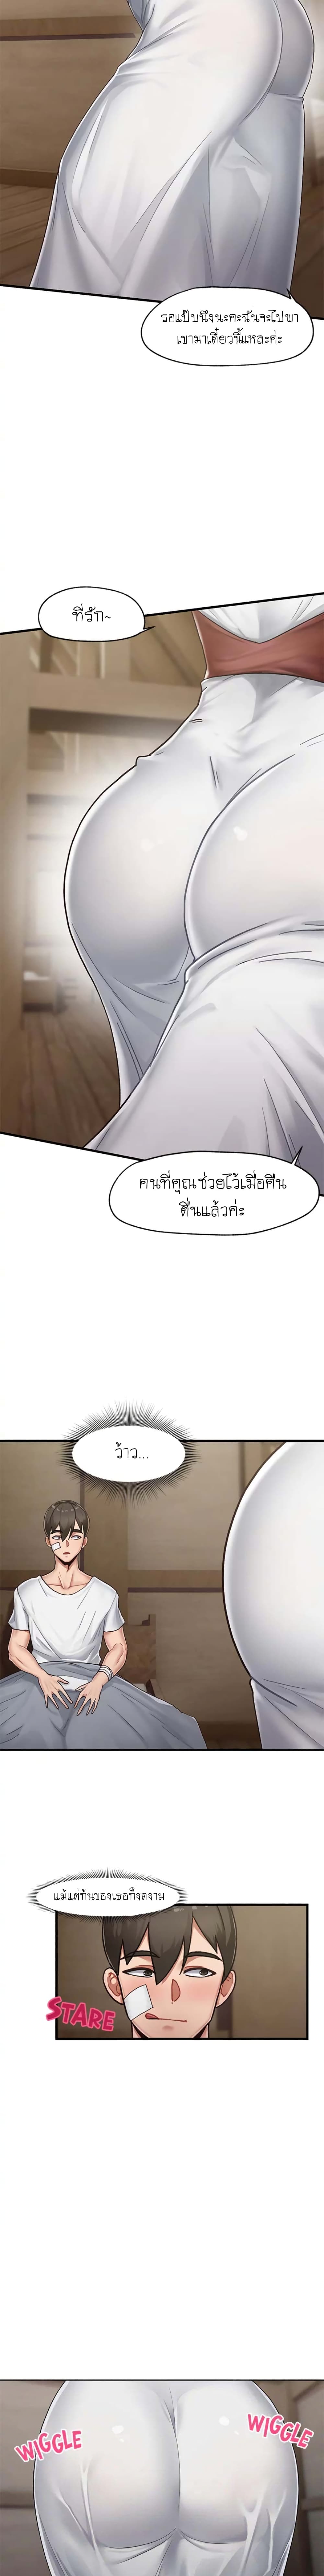 รอแป๊บนึงนะคะฉันจะไปพา
เขามาเดี๋ยวนี้แหละค่ะ
ที่รัก~
คนที่คุณช่วยไว้เมื่อคืน
ตื่นแล้วค่ะ
ว้าว...
แม้แต่ก้นของเธอก็งดงาม
STARE
WIGGLE
WIGGLE